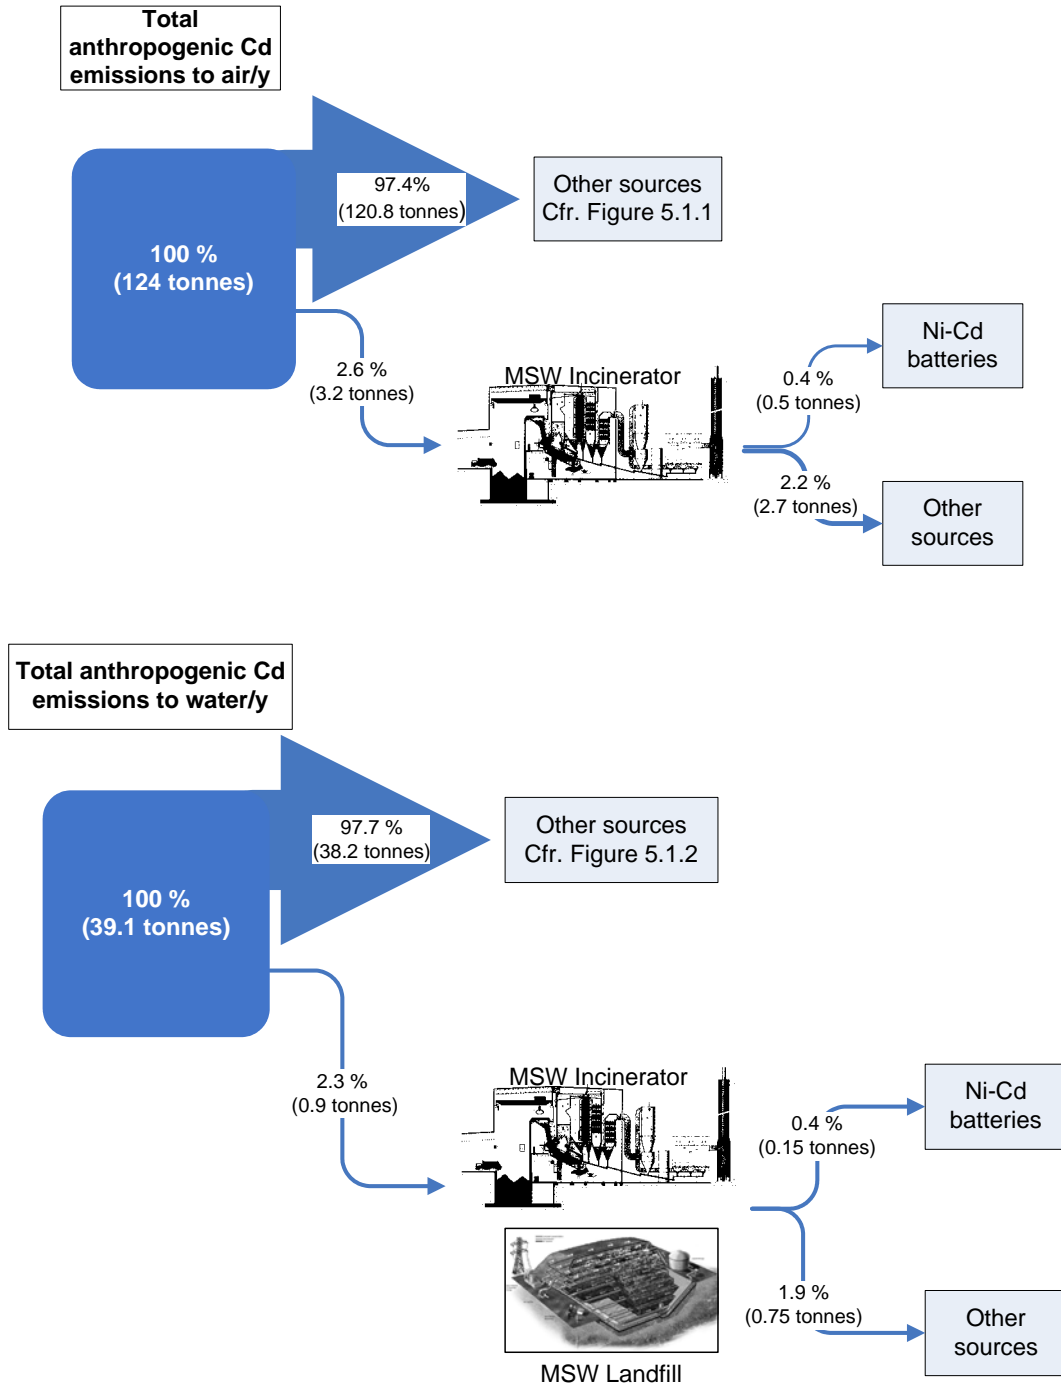 Total
anthropogenic Cd
emissions to air/y
97.4%
(120.8 tonnes)
Other sources
Cfr. Figure 5.1.1
100 %
(124 tonnes)
2.6 %
(3.2 tonnes)
MSW Incinerator
Ni-Cd
batteries
0.4 %
(0.5 tonnes)
2.2 %
(2.7 tonnes)
Other
sources
Total anthropogenic Cd
emissions to water/y
97.7 %
(38.2 tonnes)
Other sources
Cfr. Figure 5.1.2
100 %
(39.1 tonnes)
2.3 %
(0.9 tonnes)
MSW Incinerator
Ni-Cd
batteries
0.4 %
(0.15 tonnes)
1.9 %
(0.75 tonnes)
Other
sources
MSW Landfill